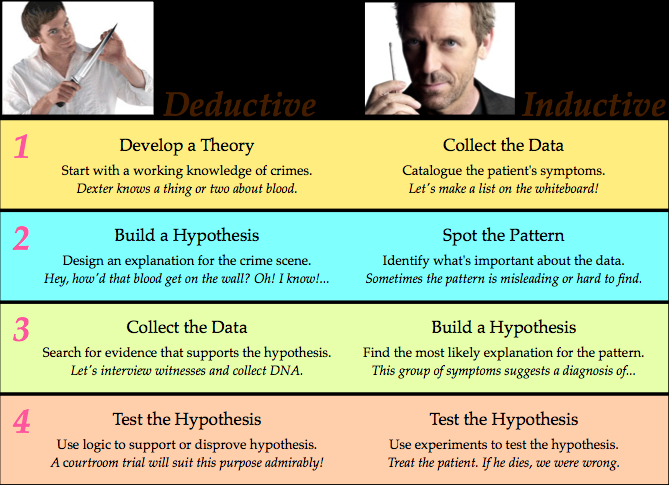 Deductive
Inductive
1
Develop a Theory
Start with a working knowledge of crimes.
Dexter knows a thing or two about blood.
Collect the Data
Catalogue the patient's symptoms.
Let's make a list on the whiteboard!
2
Build a Hypothesis
Design an explanation for the crime scene.
Hey, how'd that blood get on the wall? Oh! I know!...
Spot the Pattern
Identify what's important about the data.
Sometimes the pattern is misleading or hard to find.
3
Collect the Data
Search for evidence that supports the hypothesis.
Let's interview witnesses and collect DNA.
Build a Hypothesis
Find the most likely explanation for the pattern.
This group of symptoms suggests a diagnosis of...
4
Test the Hypothesis
Use logic to support or disprove hypothesis.
A courtroom trial will suit this purpose admirably!
Test the Hypothesis
Use experiments to test the hypothesis.
Treat the patient. If he dies, we were wrong.